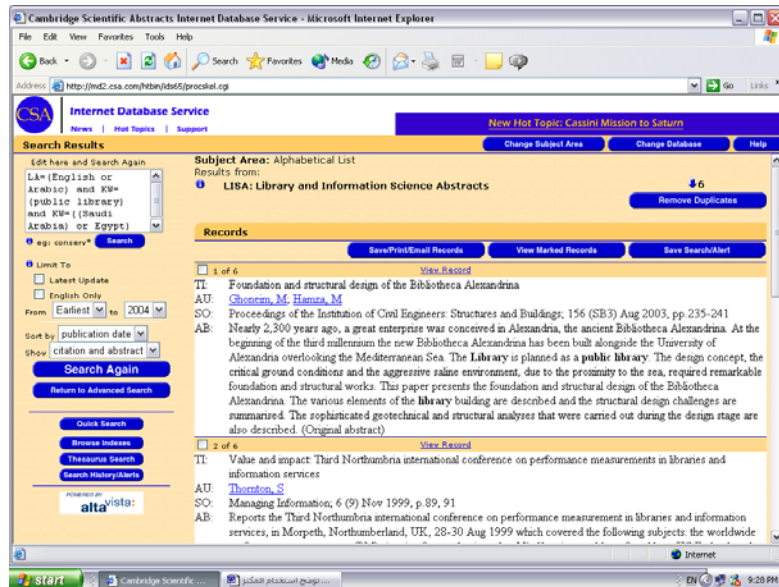 Cambridge Scientific Abstracts Internet Database Service - Microsoft Internet Explorer
File Edit View Favorites Tools Help
Back Search Favorites Media
Address http://md2.csa.com/htbin/ids65/procskel.cgi Go Links
CSA Internet Database Service
News | Hot Topics | Support
New Hot Topic: Cassini Mission to Saturn
Search Results Change Subject Area Change Database Help
Edit here and Search Again
LA=(English or
Arabic) and KW=
(public library)
and KW=((Saudi
Arabia) or Egypt)
eg: conserv* Search
Limit To
Latest Update
English Only
From Earliest to 2004
Sort by publication date
Show citation and abstract
Search Again
Return to Advanced Search
Quick Search
Browse Indexes
Thesaurus Search
Search History/Alerts
POWERED BY
altavista:
Subject Area: Alphabetical List
Results from:
LISA: Library and Information Science Abstracts 6
Remove Duplicates
Records
Save/Print/Email Records View Marked Records Save Search/Alert
1 of 6 View Record
TI: Foundation and structural design of the Bibliotheca Alexandrina
AU: Ghoneim, M; Hamza, M
SO: Proceedings of the Institution of Civil Engineers: Structures and Buildings; 156 (SB3) Aug 2003, pp.235-241
AB: Nearly 2,300 years ago, a great enterprise was conceived in Alexandria, the ancient Bibliotheca Alexandrina. At the
beginning of the third millennium the new Bibliotheca Alexandrina has been built alongside the University of
Alexandria overlooking the Mediterranean Sea. The Library is planned as a public library. The design concept, the
critical ground conditions and the aggressive saline environment, due to the proximity to the sea, required remarkable
foundation and structural works. This paper presents the foundation and structural design of the Bibliotheca
Alexandrina. The various elements of the library building are described and the structural design challenges are
summarised. The sophisticated geotechnical and structural analyses that were carried out during the design stage are
also described. (Original abstract)
2 of 6 View Record
TI: Value and impact: Third Northumbria international conference on performance measurements in libraries and
information services
AU: Thornton, S
SO: Managing Information; 6 (9) Nov 1999, p.89, 91
AB: Reports the Third Northumbria international conference on performance measurement in libraries and information
services, in Morpeth, Northumberland, UK, 28-30 Aug 1999 which covered the following subjects: the worldwide
Internet
start Cambridge Scientific ... توضح استخدام المكنز ... EN 9:28 PM